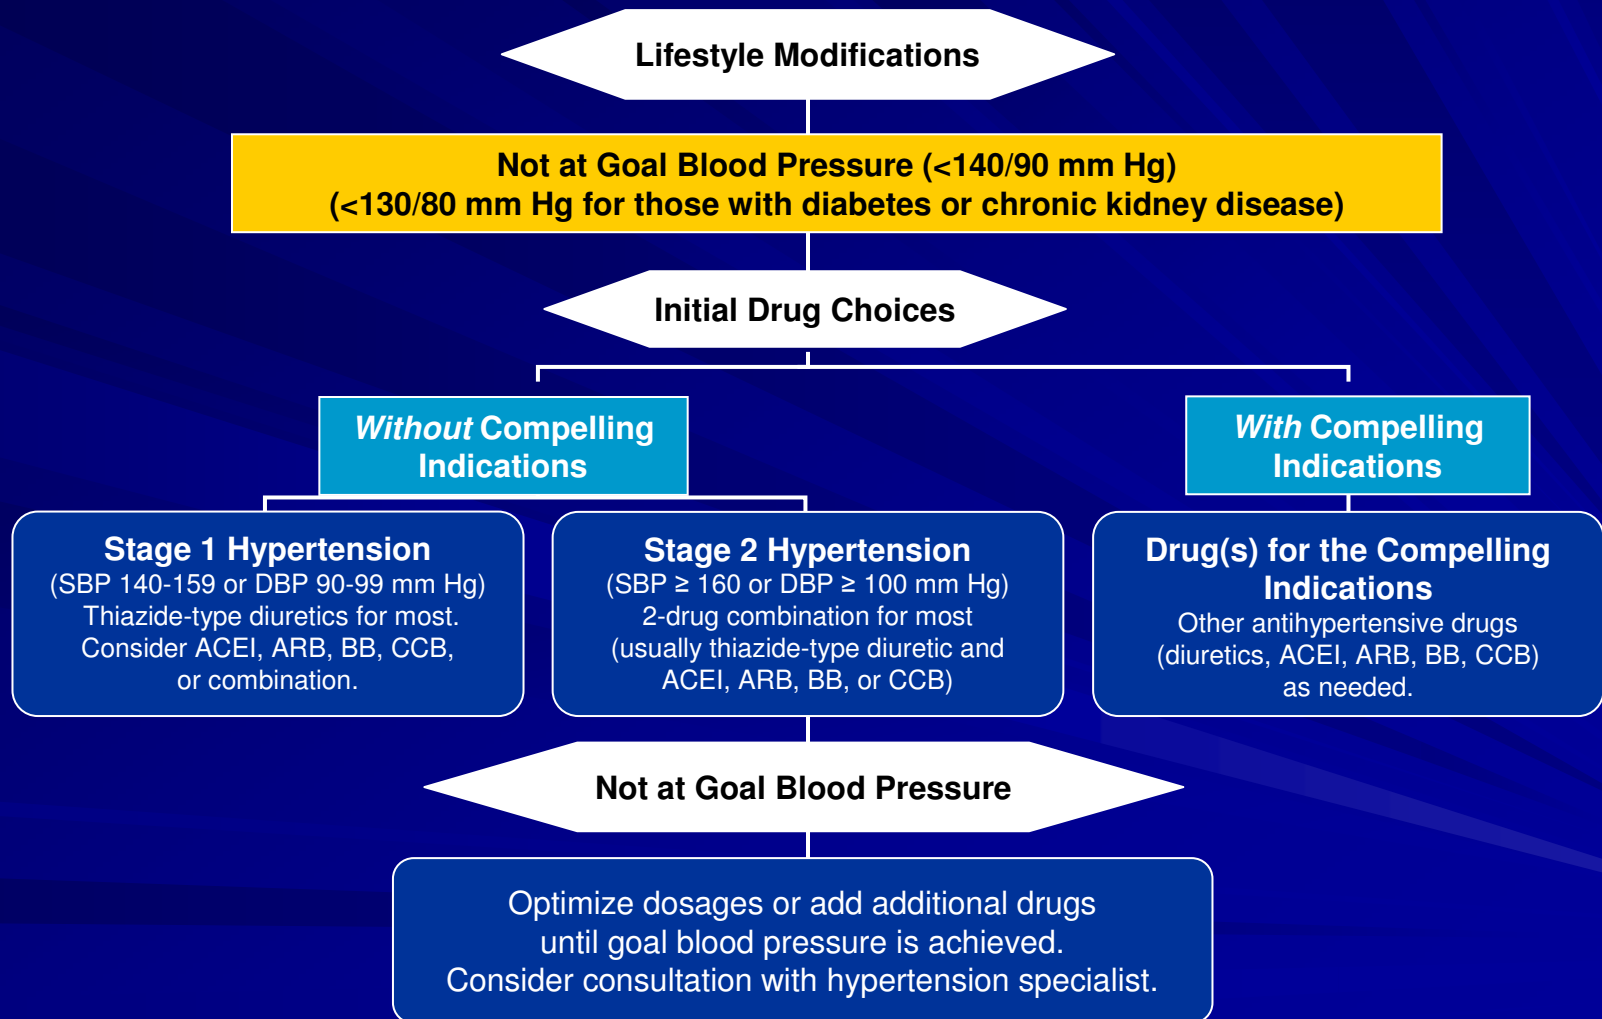 Lifestyle Modifications
Not at Goal Blood Pressure (<140/90 mm Hg)
(<130/80 mm Hg for those with diabetes or chronic kidney disease)
Initial Drug Choices
Without Compelling
Indications
With Compelling
Indications
Stage 1 Hypertension
(SBP 140-159 or DBP 90-99 mm Hg)
Thiazide-type diuretics for most.
Consider ACEI, ARB, BB, CCB,
or combination.
Stage 2 Hypertension
(SBP ≥ 160 or DBP ≥ 100 mm Hg)
2-drug combination for most
(usually thiazide-type diuretic and
ACEI, ARB, BB, or CCB)
Drug(s) for the Compelling
Indications
Other antihypertensive drugs
(diuretics, ACEI, ARB, BB, CCB)
as needed.
Not at Goal Blood Pressure
Optimize dosages or add additional drugs
until goal blood pressure is achieved.
Consider consultation with hypertension specialist.